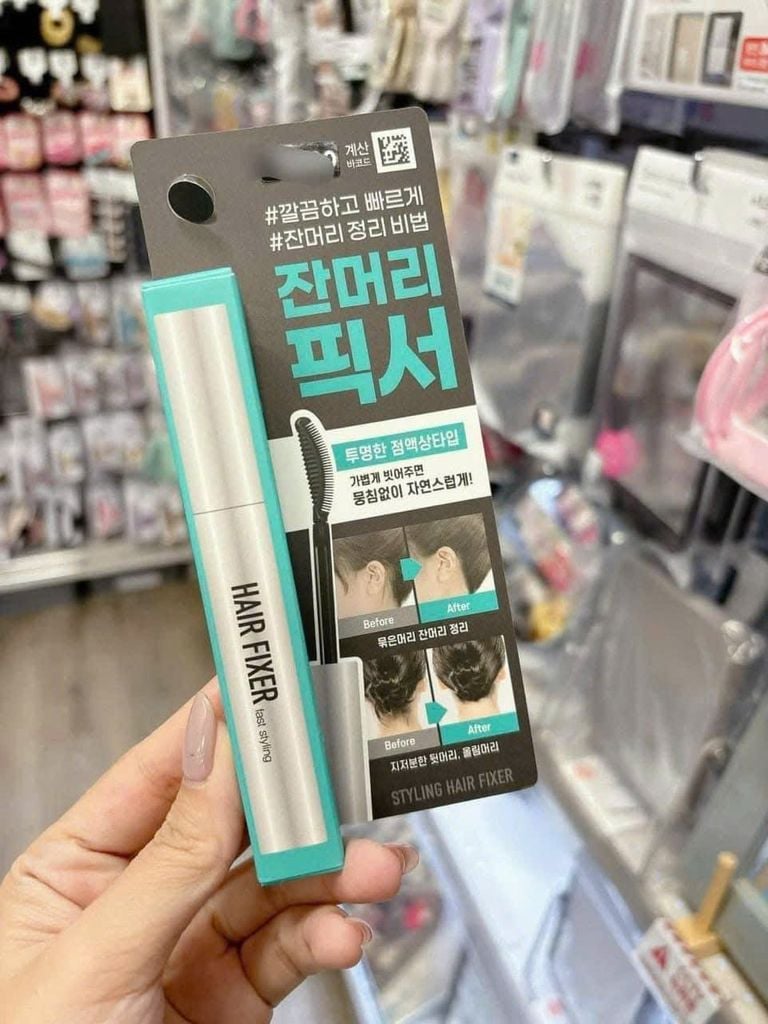 계산
바코드
#깔끔하고 빠르게
#잔머리 정리 비법
잔머리
픽서
투명한 점액상타입
가볍게 빗어주면
뭉침없이 자연스럽게!
Before
After
묶은머리 잔머리 정리
Before
After
지저분한 뒷머리, 올림머리
STYLING HAIR FIXER
HAIR FIXER
fast styling